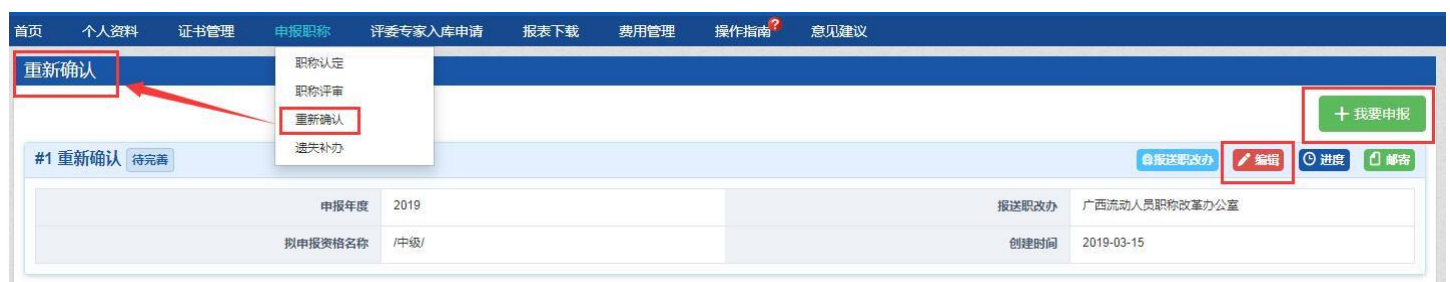 首页 个人资料 证书管理 申报职称 评委专家入库申请 报表下载 费用管理 操作指南? 意见建议
重新确认
职称认定
职称评审
重新确认
遗失补办
+ 我要申报
#1 重新确认 待完善
报送职改办 编辑 进度 邮寄
申报年度 2019 报送职改办 广西流动人员职称改革办公室
拟申报资格名称 /中级/ 创建时间 2019-03-15